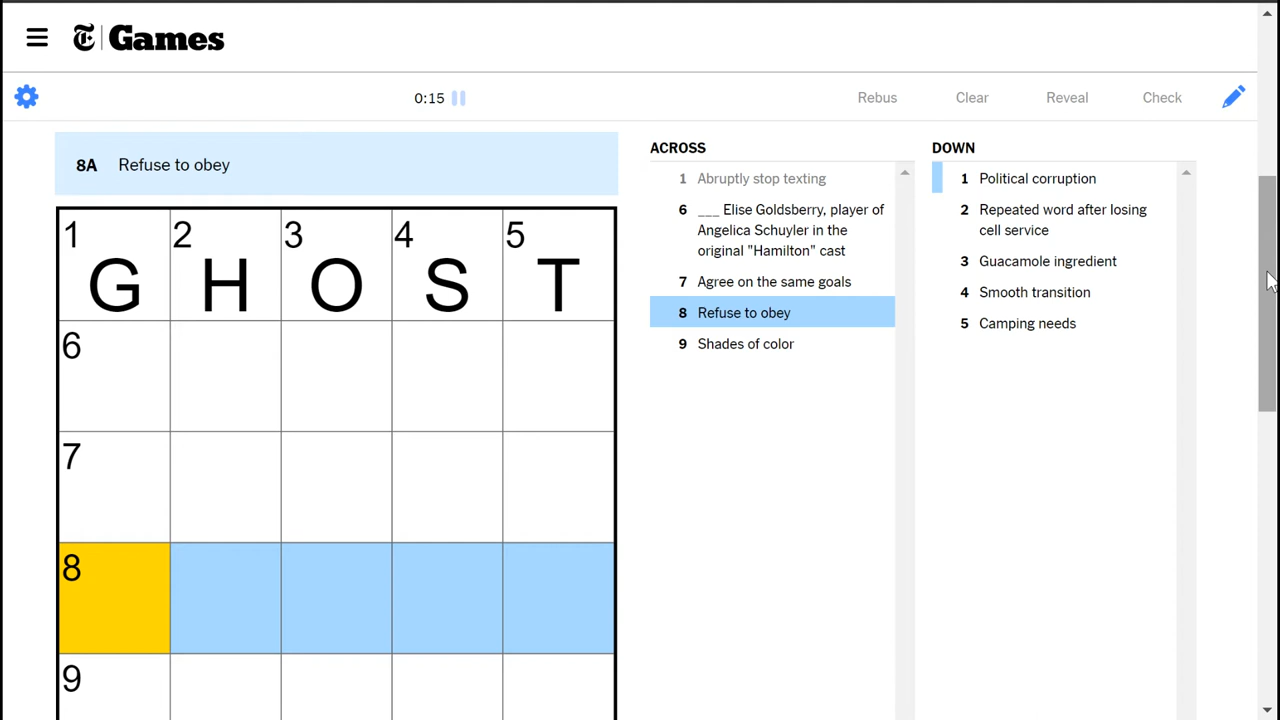 T Games
0:15
Rebus
Clear
Reveal
Check
8A Refuse to obey
1 2 3 4 5
G H O S T
6
7
8
9
ACROSS
1 Abruptly stop texting
6 ___ Elise Goldsberry, player of
Angelica Schuyler in the
original "Hamilton" cast
7 Agree on the same goals
8 Refuse to obey
9 Shades of color
DOWN
1 Political corruption
2 Repeated word after losing
cell service
3 Guacamole ingredient
4 Smooth transition
5 Camping needs